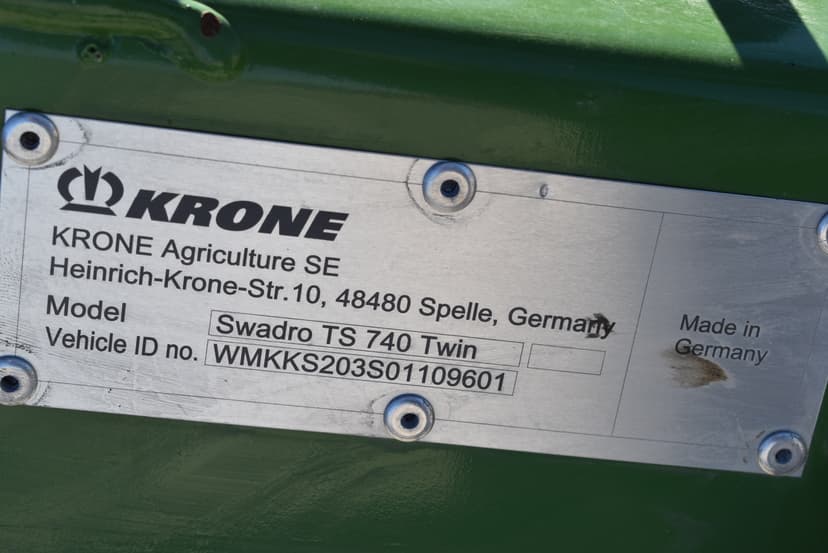 KRONE
KRONE Agriculture SE
Heinrich-Krone-Str.10, 48480 Spelle, Germany
Model Swadro TS 740 Twin
Vehicle ID no. WMKKS203S01109601
Made in
Germany